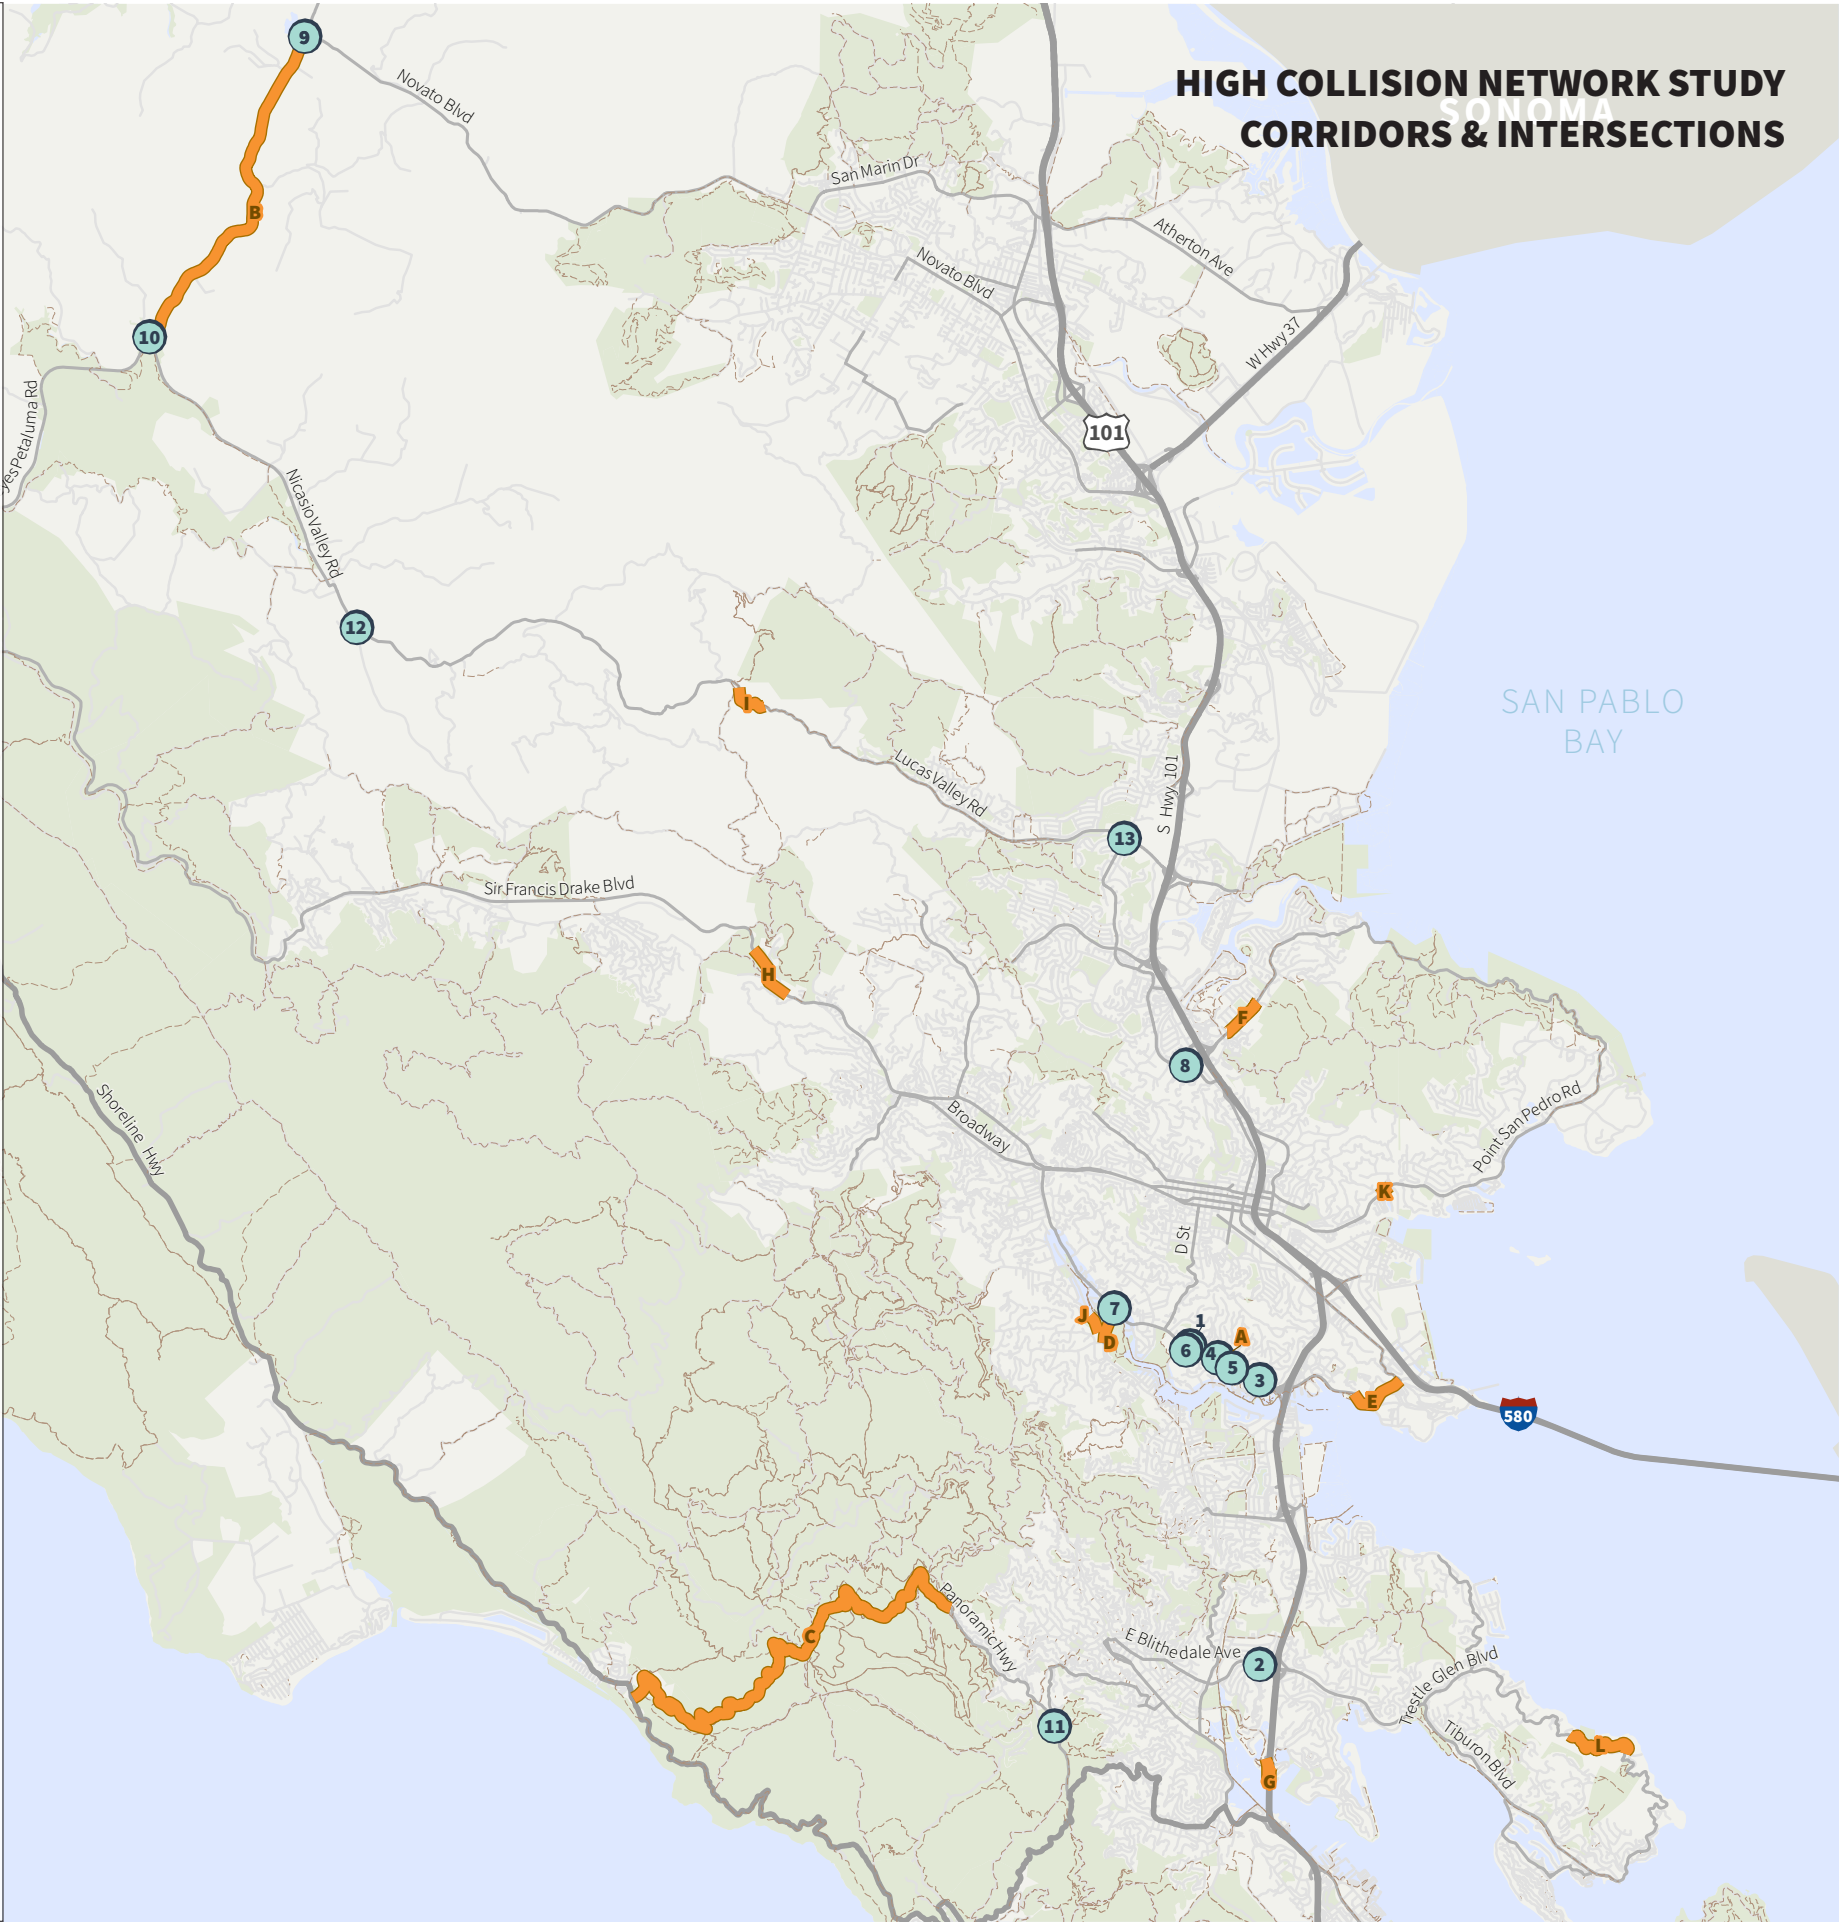 9
HIGH COLLISION NETWORK STUDY
SONOMA
CORRIDORS & INTERSECTIONS
Novato Blvd
San Marin Dr
B
Atherton Ave
Novato Blvd
10
W Hwy 37
yes Petaluma Rd
101
Nicasio Valley Rd
12
I
SAN PABLO
BAY
Lucas Valley Rd
S Hwy 101
13
Sir Francis Drake Blvd
H
F
8
Shoreline Hwy
Broadway
Point San Pedro Rd
K
D St
7
J
D
1
A
6
4
5
3
E
580
Panoramic Hwy
C
E Blithedale Ave
2
Trestle Glen Blvd
11
Tiburon Blvd
L
G